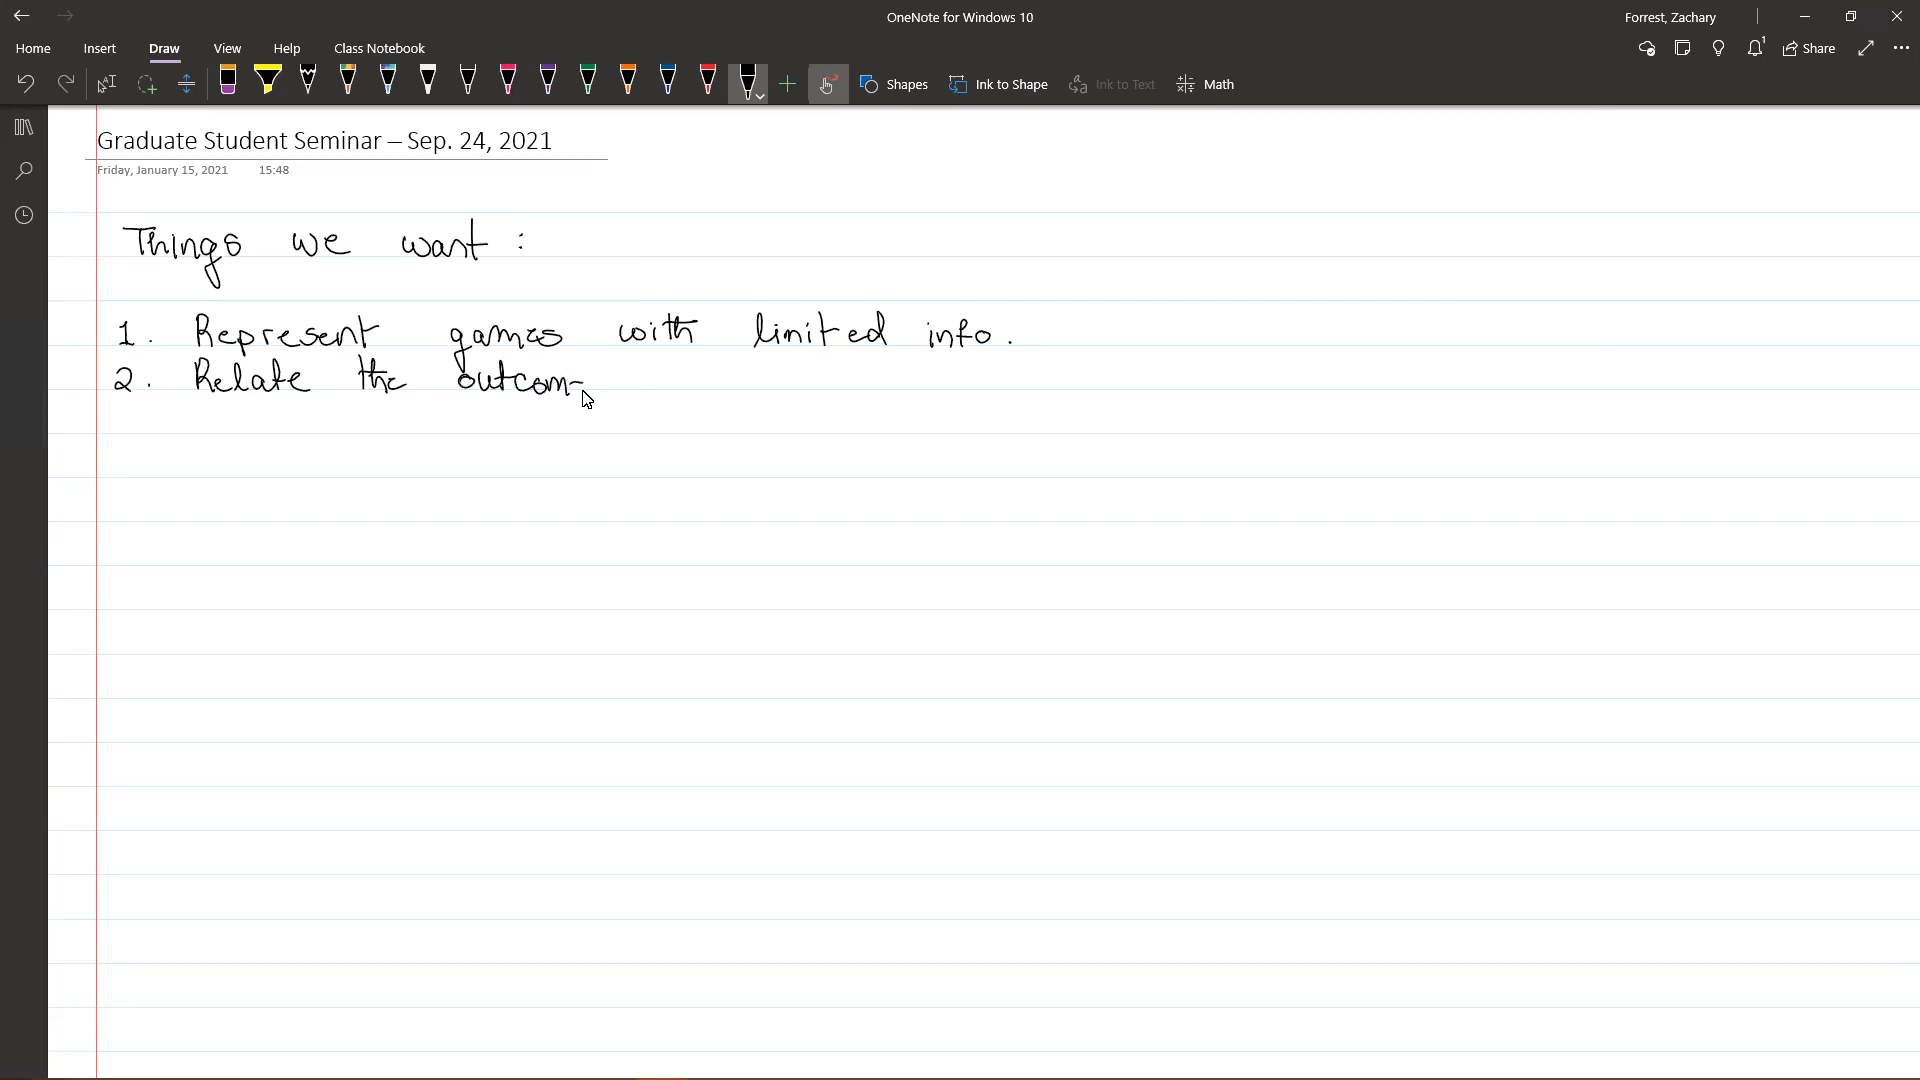 OneNote for Windows 10
Forrest, Zachary
Home Insert Draw View Help Class Notebook
1 Share
Shapes Ink to Shape Ink to Text Math
Graduate Student Seminar – Sep. 24, 2021
Friday, January 15, 2021 15:48
Things we want :
1. Represent games with limited info.
2. Relate the outcom